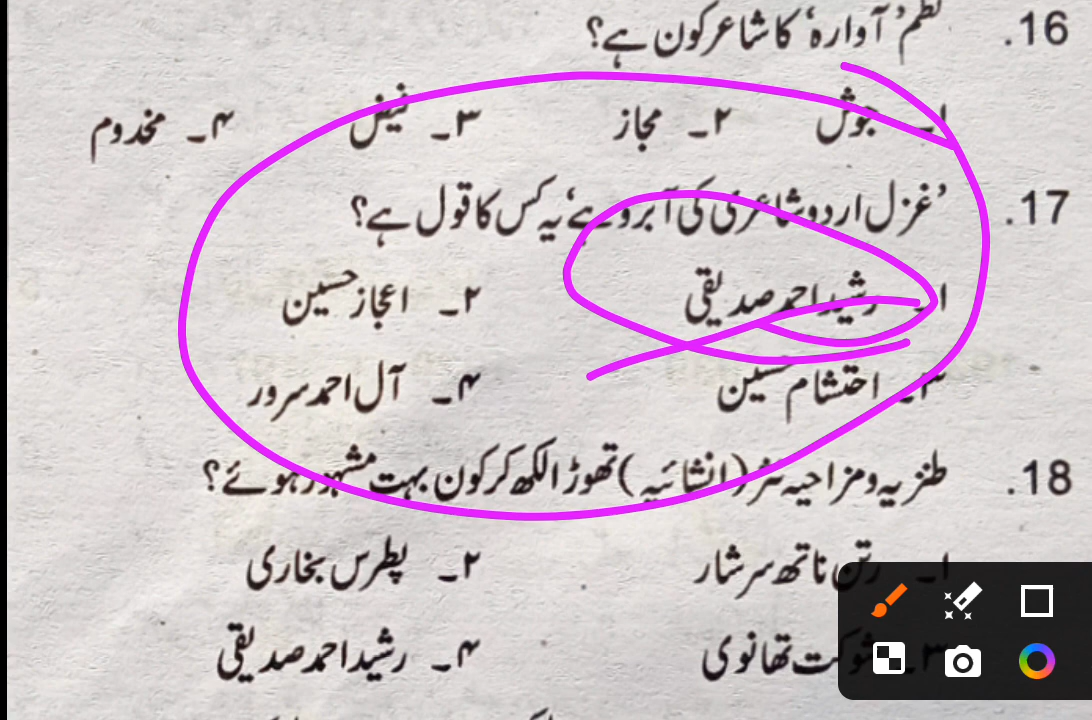 16. نظم ’آوارہ‘ کا شاعر کون ہے؟
۱۔ جوش ۲۔ مجاز ۳۔ فیض ۴۔ مخدوم
17. ’غزل اردو شاعری کی آبرو ہے‘ یہ کس کا قول ہے؟
۱۔ رشید احمد صدیقی ۲۔ اعجاز حسین
۳۔ احتشام حسین ۴۔ آل احمد سرور
18. طنزیہ و مزاحیہ نثر (انشائیہ) تھوڑا لکھ کر کون بہت مشہور ہوئے؟
۱۔ رتن ناتھ سرشار ۲۔ پطرس بخاری
۳۔ شوکت تھانوی ۴۔ رشید احمد صدیقی